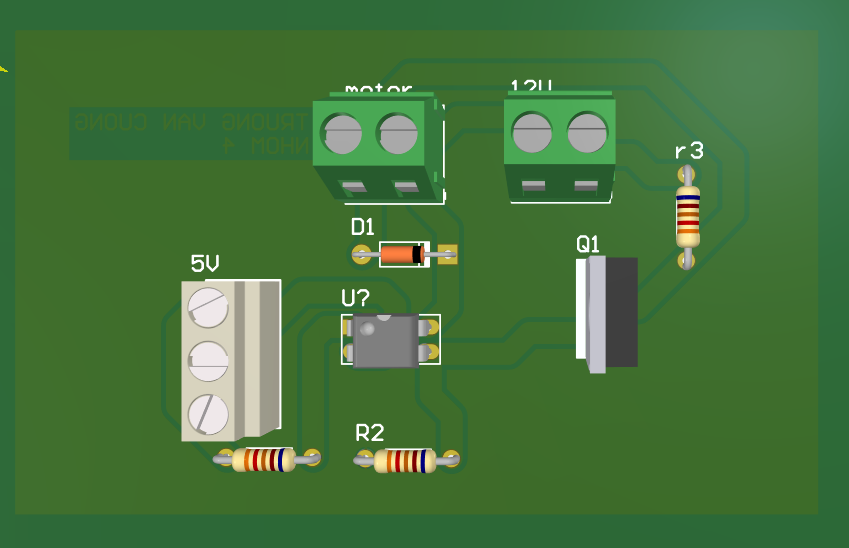 motor
12V
TRUONG VAN CUONG
NHOM 4
r3
D1
Q1
5V
U?
R2